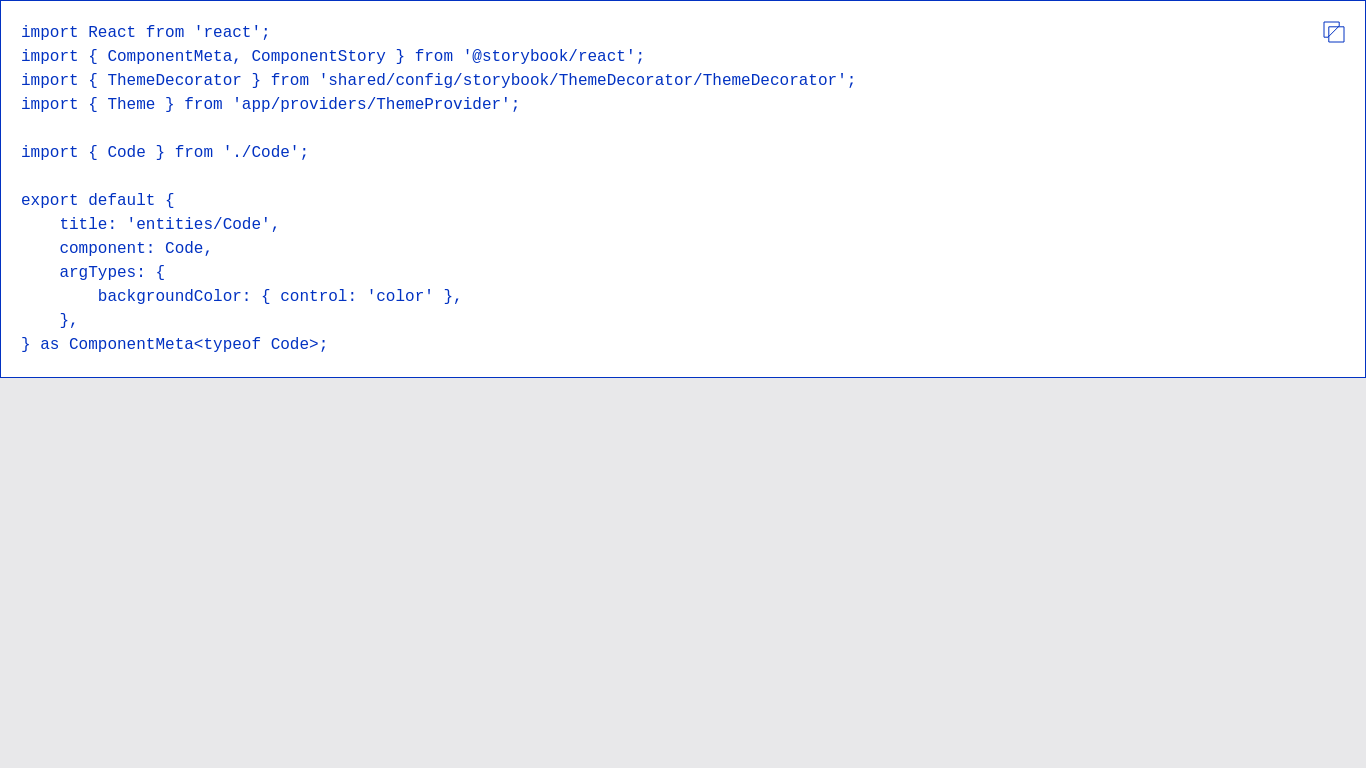 import React from 'react';
import { ComponentMeta, ComponentStory } from '@storybook/react';
import { ThemeDecorator } from 'shared/config/storybook/ThemeDecorator/ThemeDecorator';
import { Theme } from 'app/providers/ThemeProvider';

import { Code } from './Code';

export default {
    title: 'entities/Code',
    component: Code,
    argTypes: {
        backgroundColor: { control: 'color' },
    },
} as ComponentMeta<typeof Code>;